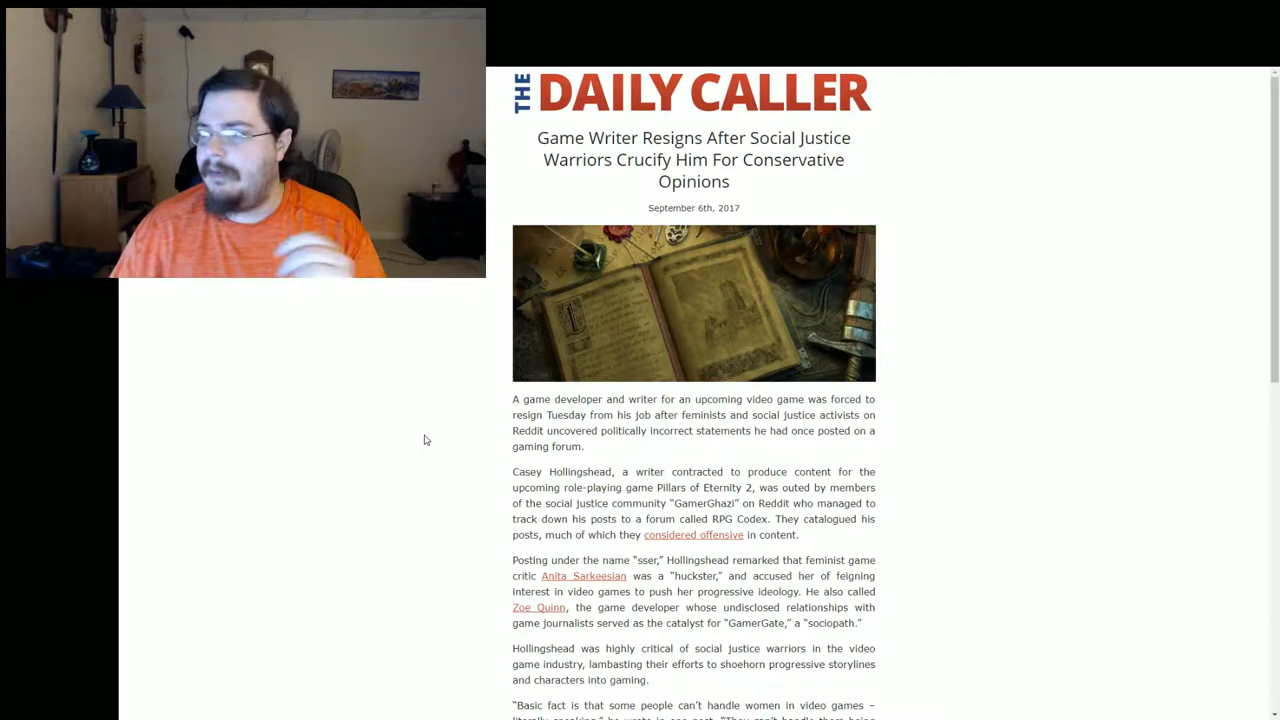 THE DAILY CALLER
Game Writer Resigns After Social Justice
Warriors Crucify Him For Conservative
Opinions
September 6th, 2017
A game developer and writer for an upcoming video game was forced to
resign Tuesday from his job after feminists and social justice activists on
Reddit uncovered politically incorrect statements he had once posted on a
gaming forum.
Casey Hollingshead, a writer contracted to produce content for the
upcoming role-playing game Pillars of Eternity 2, was outed by members
of the social justice community “GamerGhazi” on Reddit who managed to
track down his posts to a forum called RPG Codex. They catalogued his
posts, much of which they considered offensive in content.
Posting under the name “sser,” Hollingshead remarked that feminist game
critic Anita Sarkeesian was a “huckster,” and accused her of feigning
interest in video games to push her progressive ideology. He also called
Zoe Quinn, the game developer whose undisclosed relationships with
game journalists served as the catalyst for “GamerGate,” a “sociopath.”
Hollingshead was highly critical of social justice warriors in the video
game industry, lambasting their efforts to shoehorn progressive storylines
and characters into gaming.
“Basic fact is that some people can’t handle women in video games –